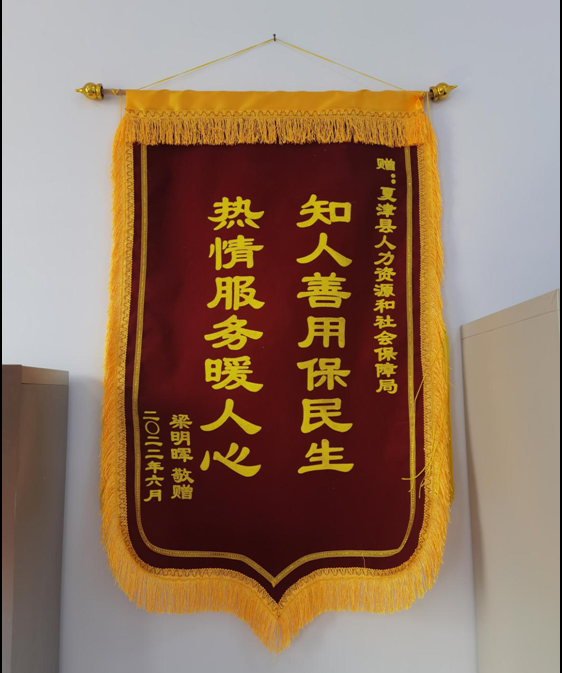 赠：夏津县人力资源和社会保障局
知人善用保民生
热情服务暖人心
梁明晖 敬赠
二〇二二年六月